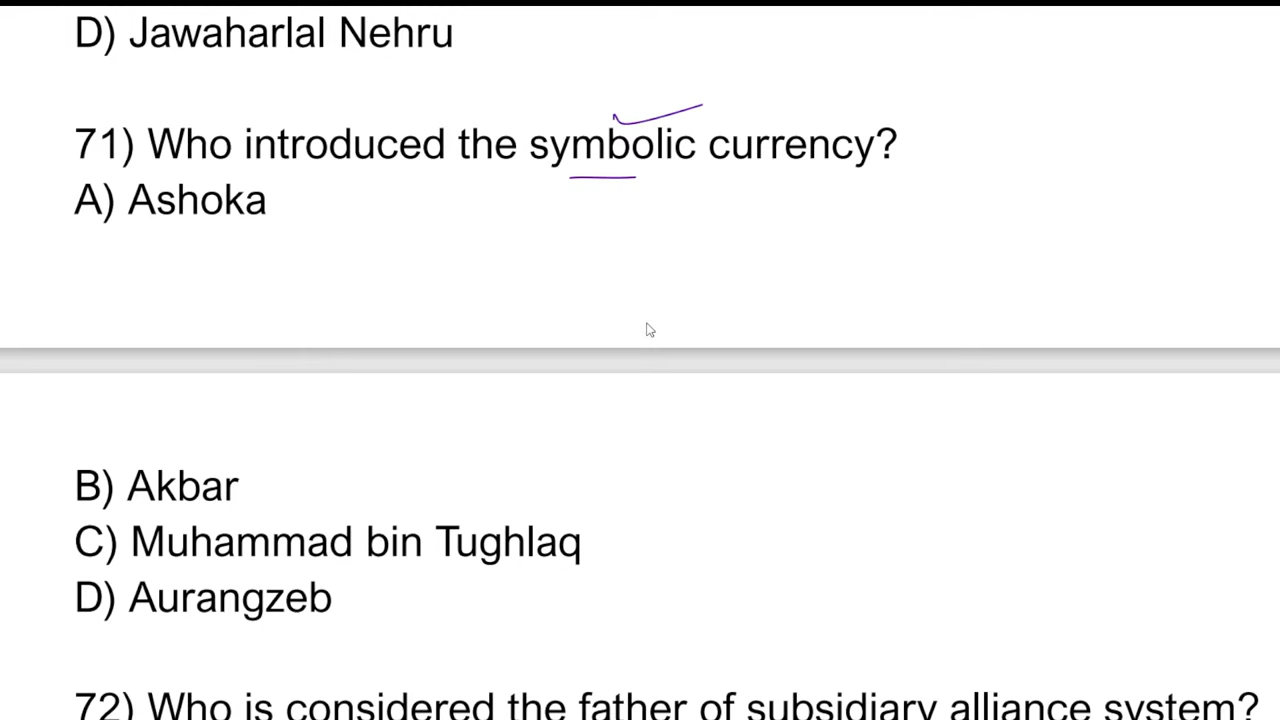 D) Jawaharlal Nehru
71) Who introduced the symbolic currency?
A) Ashoka
B) Akbar
C) Muhammad bin Tughlaq
D) Aurangzeb
72) Who is considered the father of subsidiary alliance system?